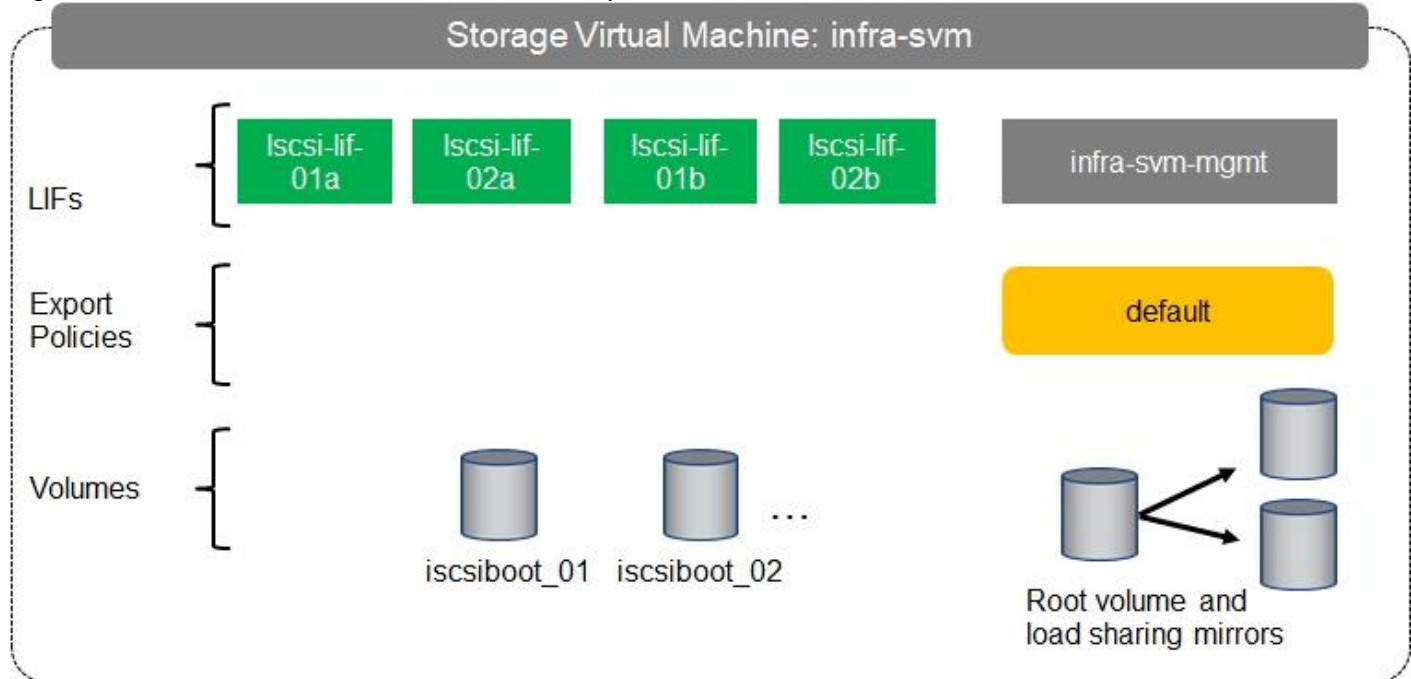 Storage Virtual Machine: infra-svm
Iscsi-lif-
01a
Iscsi-lif-
02a
Iscsi-lif-
01b
Iscsi-lif-
02b
infra-svm-mgmt
LIFs
Export
Policies
default
Volumes
...
iscsiboot_01
iscsiboot_02
Root volume and
load sharing mirrors